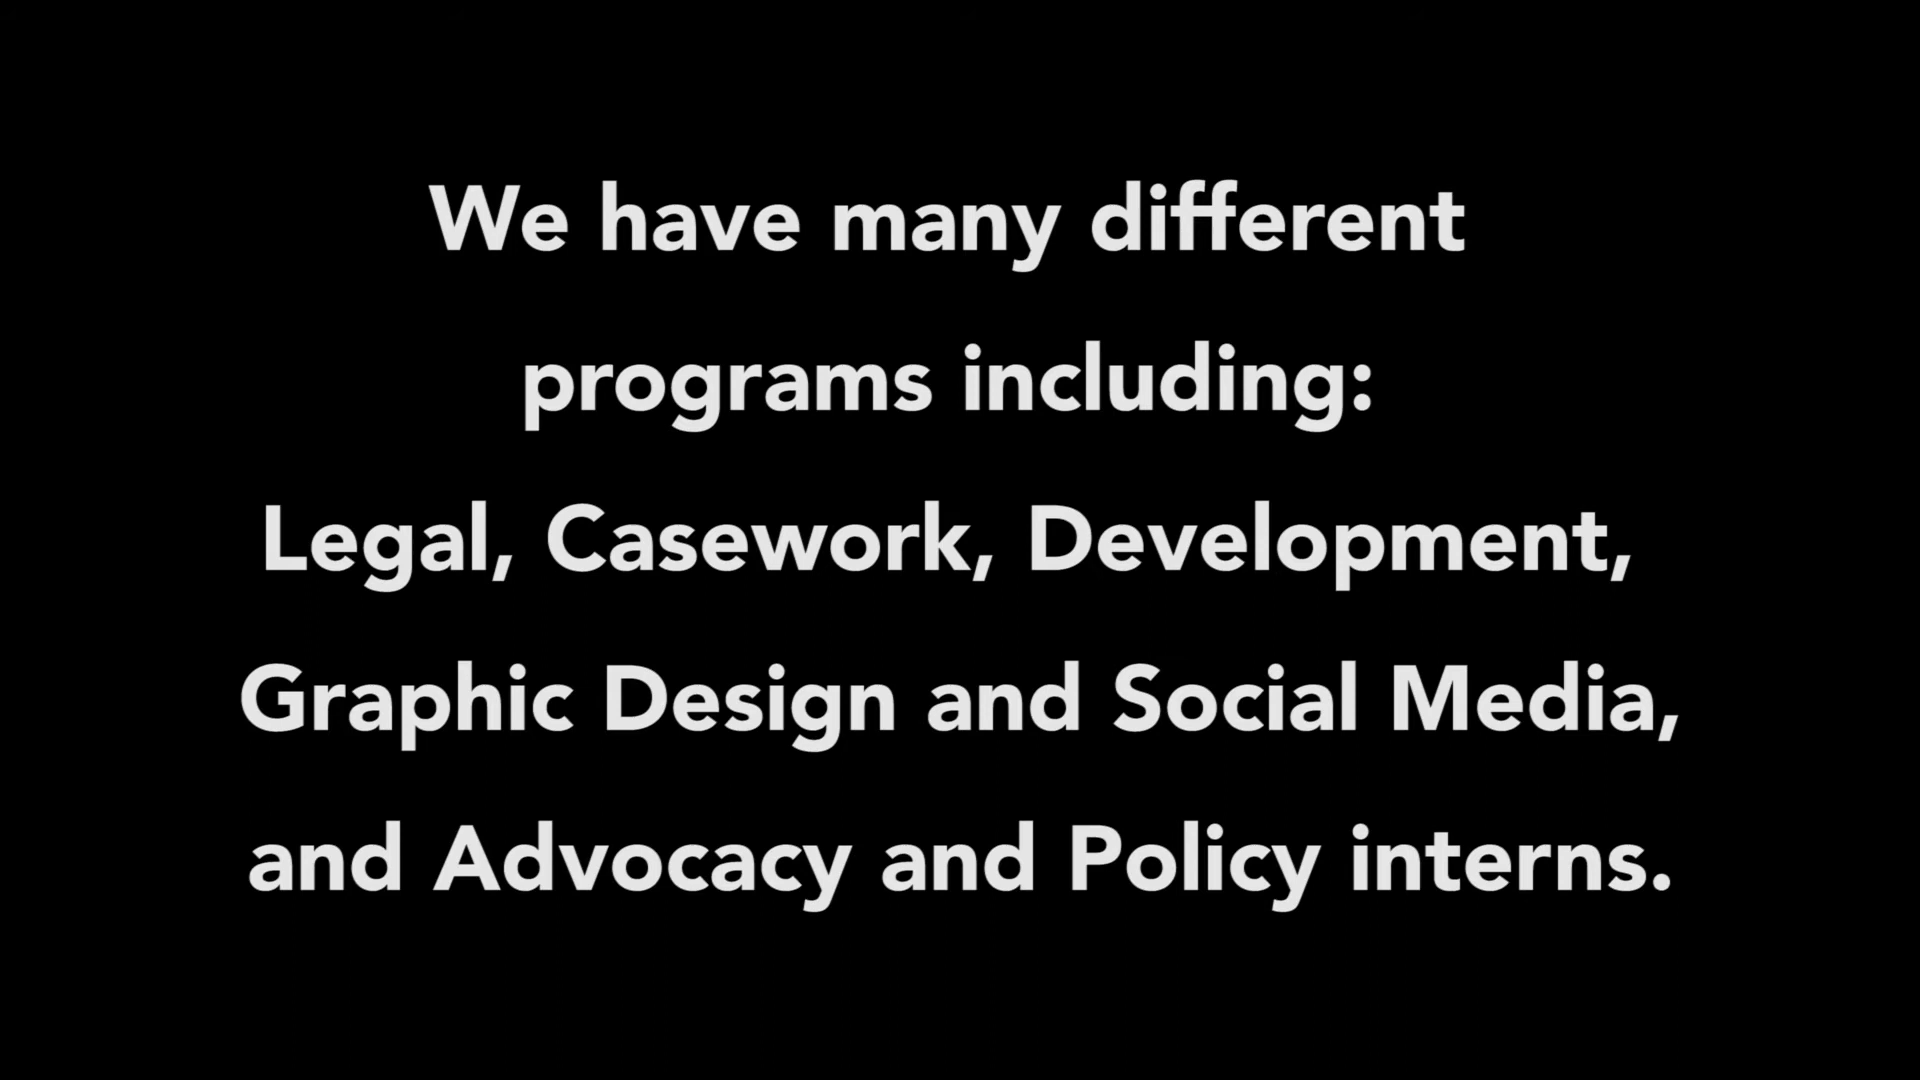 We have many different
programs including:
Legal, Casework, Development,
Graphic Design and Social Media,
and Advocacy and Policy interns.